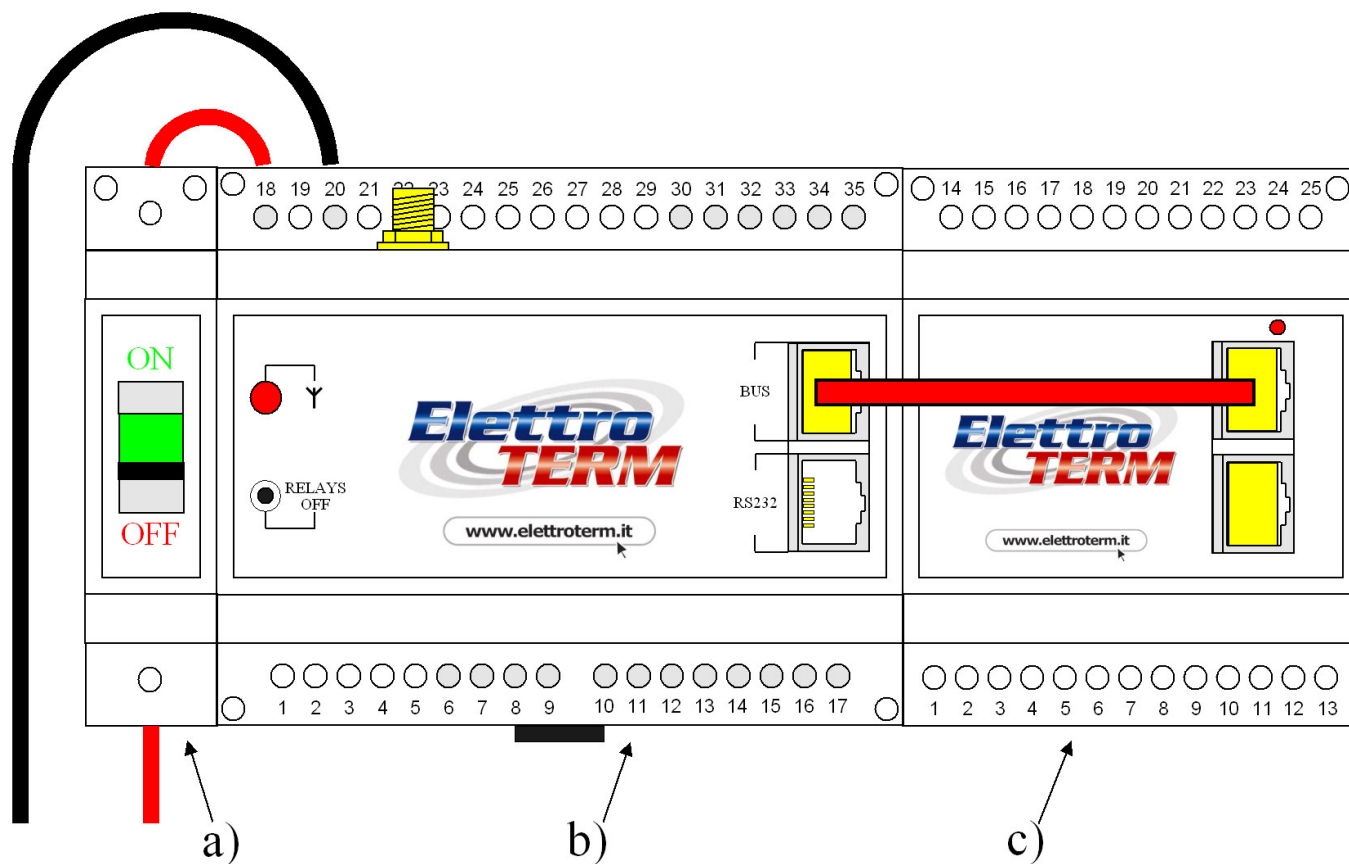 18 19 20 21 22 23 24 25 26 27 28 29 30 31 32 33 34 35
14 15 16 17 18 19 20 21 22 23 24 25
ON
OFF
RELAYS
OFF
Elettro
TERM
www.elettroterm.it
BUS
RS232
Elettro
TERM
www.elettroterm.it
1 2 3 4 5 6 7 8 9 10 11 12 13 14 15 16 17
1 2 3 4 5 6 7 8 9 10 11 12 13
a)
b)
c)